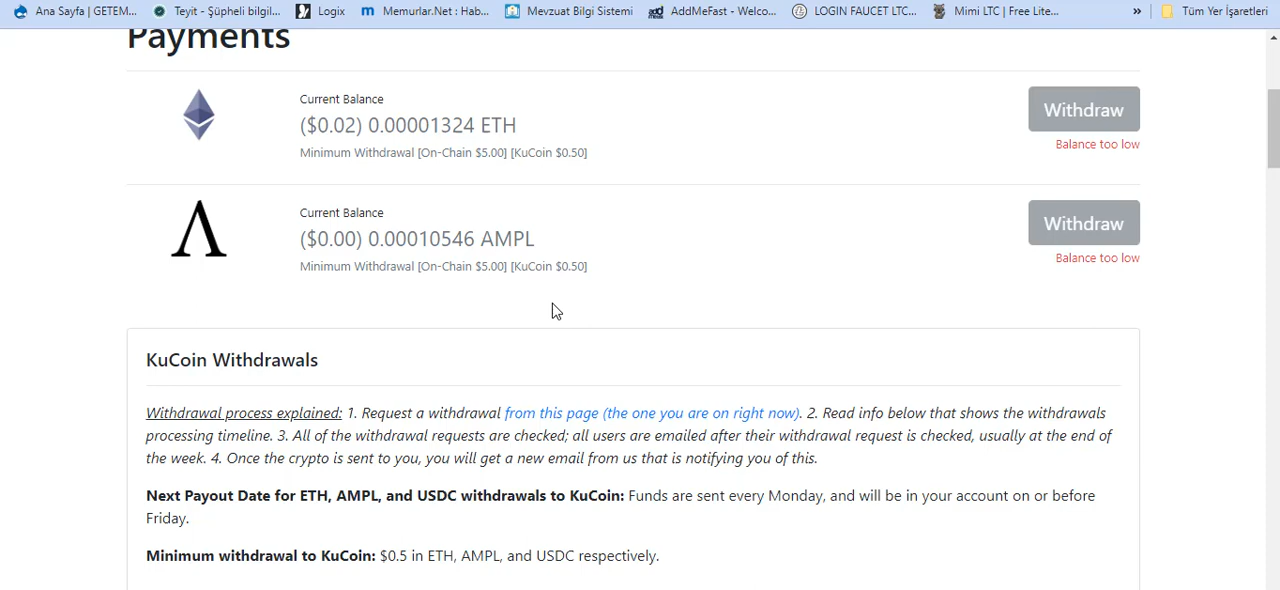 Ana Sayfa | GETEM... Teyit - Şüpheli bilgil... Logix Memurlar.Net : Hab... Mevzuat Bilgi Sistemi AddMeFast - Welco... LOGIN FAUCET LTC... Mimi LTC | Free Lite... » Tüm Yer İşaretleri
Payments
Current Balance
($0.02) 0.00001324 ETH
Minimum Withdrawal [On-Chain $5.00] [KuCoin $0.50]
Withdraw
Balance too low
Current Balance
($0.00) 0.00010546 AMPL
Minimum Withdrawal [On-Chain $5.00] [KuCoin $0.50]
Withdraw
Balance too low
KuCoin Withdrawals
Withdrawal process explained: 1. Request a withdrawal from this page (the one you are on right now). 2. Read info below that shows the withdrawals
processing timeline. 3. All of the withdrawal requests are checked; all users are emailed after their withdrawal request is checked, usually at the end of
the week. 4. Once the crypto is sent to you, you will get a new email from us that is notifying you of this.
Next Payout Date for ETH, AMPL, and USDC withdrawals to KuCoin: Funds are sent every Monday, and will be in your account on or before
Friday.
Minimum withdrawal to KuCoin: $0.5 in ETH, AMPL, and USDC respectively.